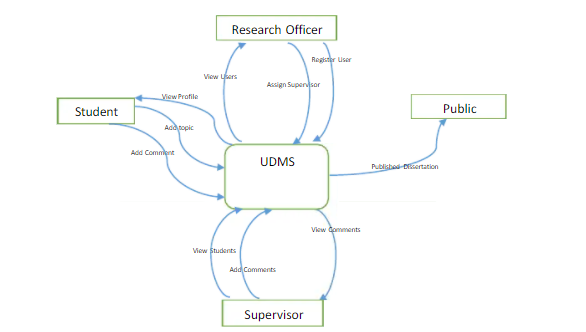 Research Officer
Register User
View Users
Assign Supervisor
View Profile
Student
Public
Add topic
Add Comment
UDMS
Published Dissertation
View Comments
View Students
Add Comments
Supervisor